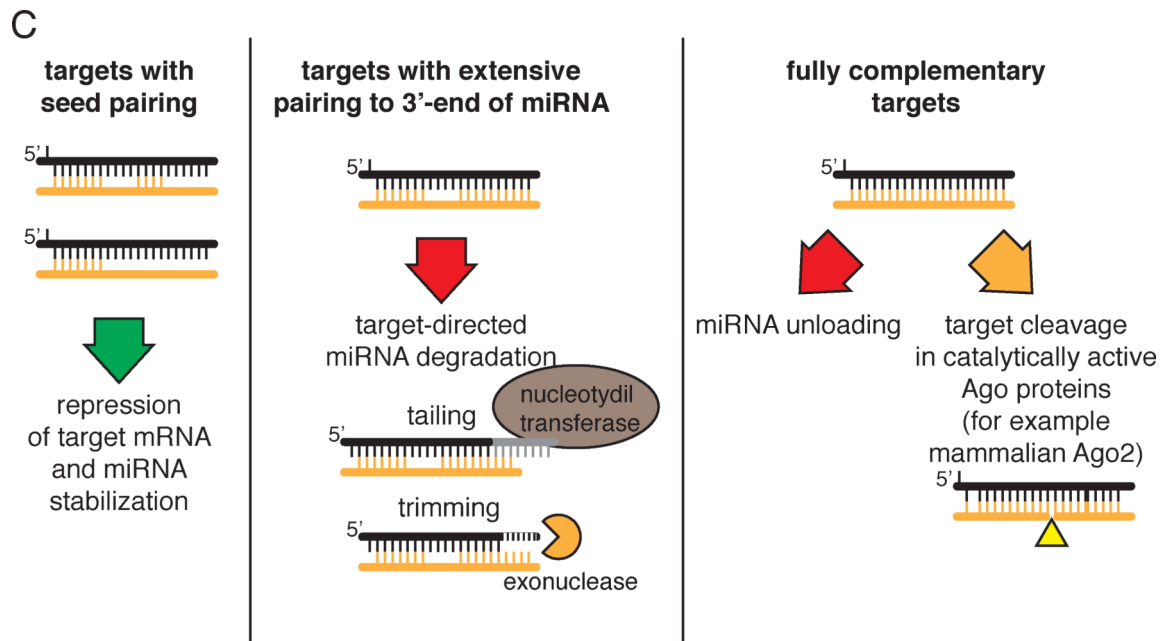 C
targets with
seed pairing
5’
5’
repression
of target mRNA
and miRNA
stabilization
targets with extensive
pairing to 3’-end of miRNA
5’
target-directed
miRNA degradation
nucleotydil
transferase
tailing
5’
trimming
5’
exonuclease
fully complementary
targets
5’
miRNA unloading
target cleavage
in catalytically active
Ago proteins
(for example
mammalian Ago2)
5’